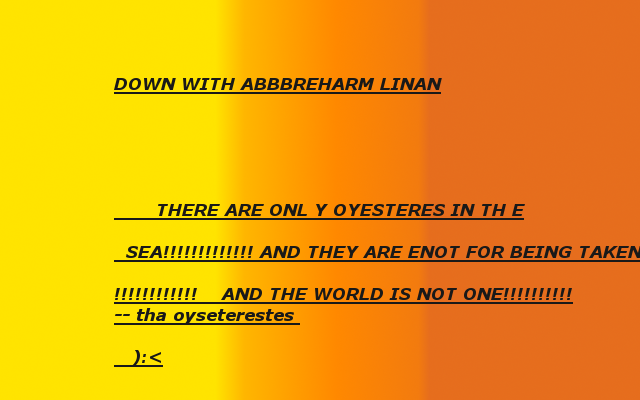 DOWN WITH ABBBREHARM LINAN
THERE ARE ONL Y OYESTERES IN TH E
SEA!!!!!!!!!!!!! AND THEY ARE ENOT FOR BEING TAKEN
!!!!!!!!!!!! AND THE WORLD IS NOT ONE!!!!!!!!!!
-- tha oyseterestes
):<